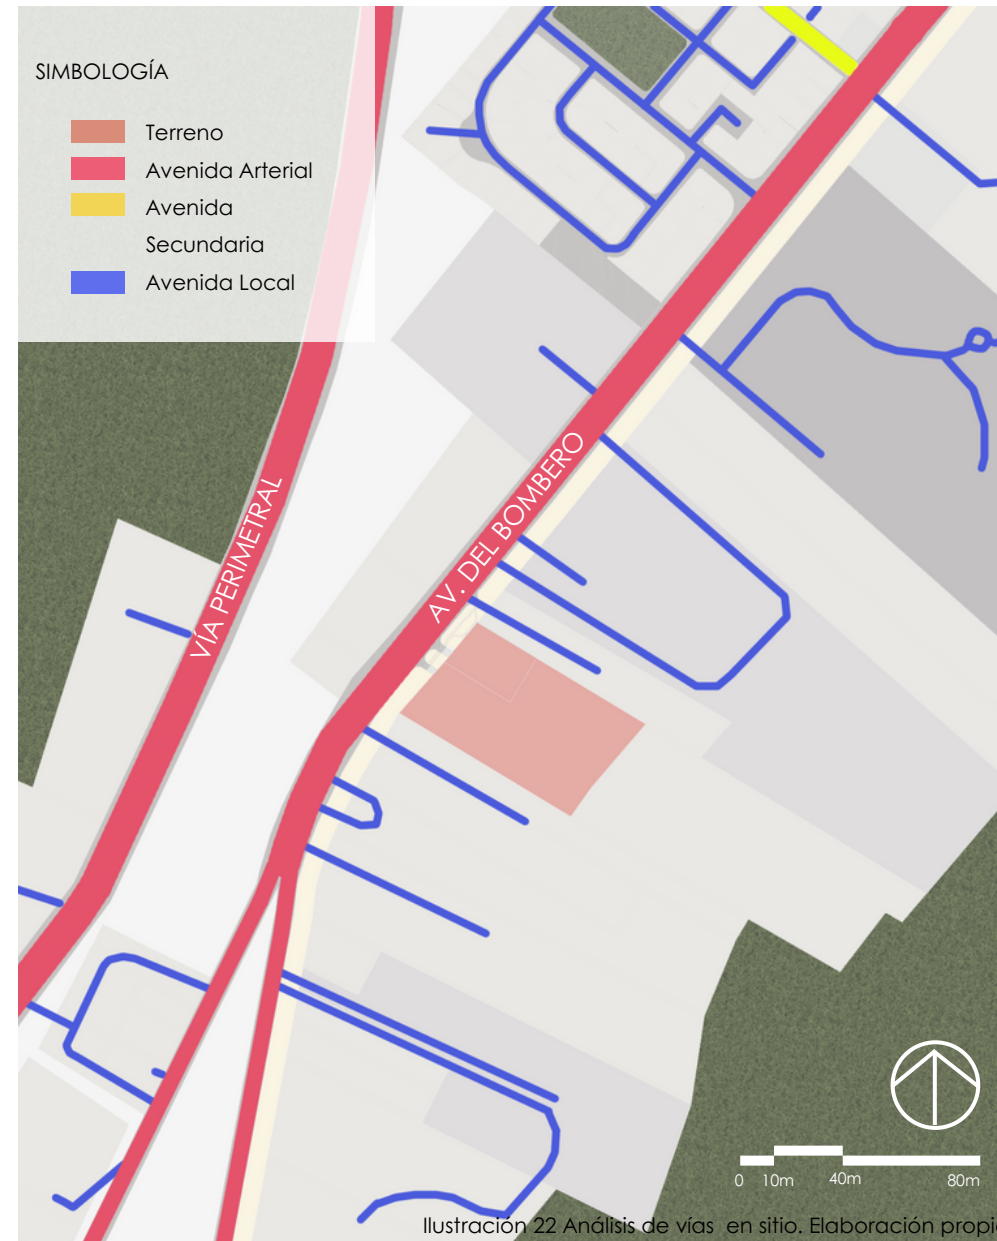 SIMBOLOGÍA
Terreno
Avenida Arterial
Avenida
Secundaria
Avenida Local
VÍA PERIMETRAL
AV. DEL BOMBERO
0 10m 40m 80m
Ilustración 22 Análisis de vías en sitio. Elaboración propi